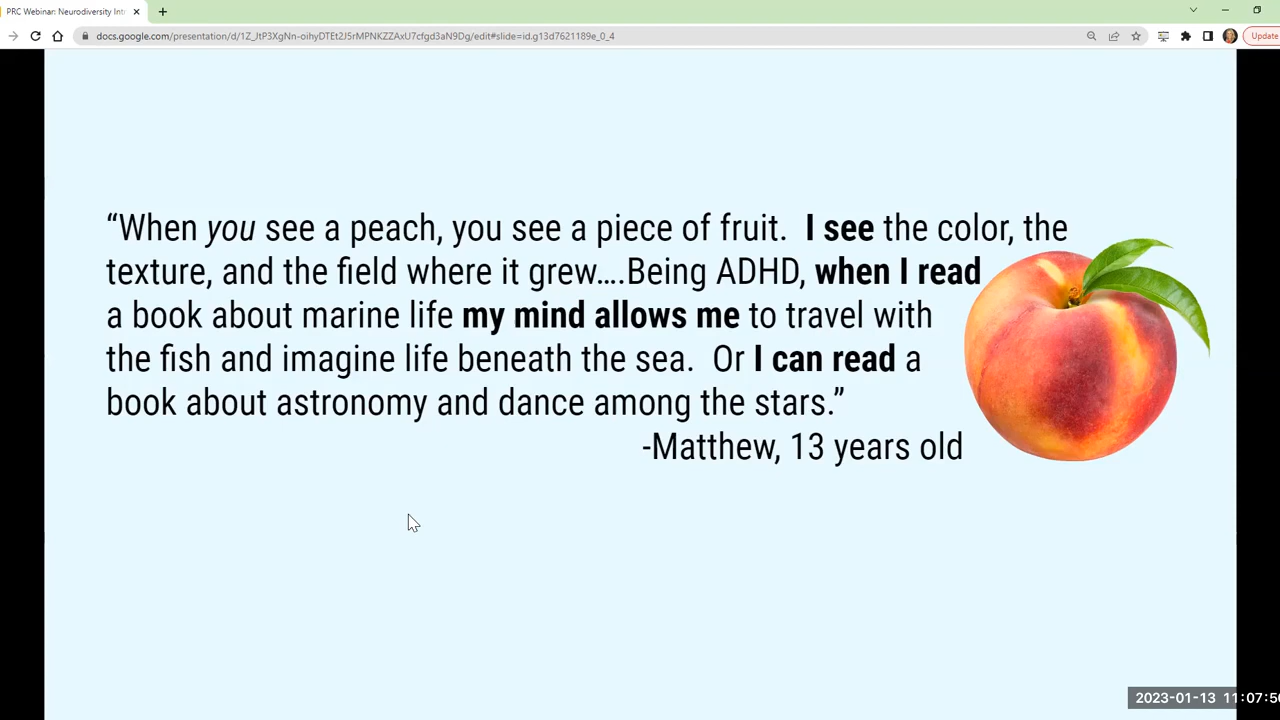 PRC Webinar: Neurodiversity Int
docs.google.com/presentation/d/1Z_JtP3XgNn-oihyDTEt2J5rMPNKZZAxU7cfgd3aN9Dg/edit#slide=id.g13d7621189e_0_4
Update
“When you see a peach, you see a piece of fruit.  I see the color, the
texture, and the field where it grew….Being ADHD, when I read
a book about marine life my mind allows me to travel with
the fish and imagine life beneath the sea.  Or I can read a
book about astronomy and dance among the stars.”
-Matthew, 13 years old
2023-01-13 11:07:50